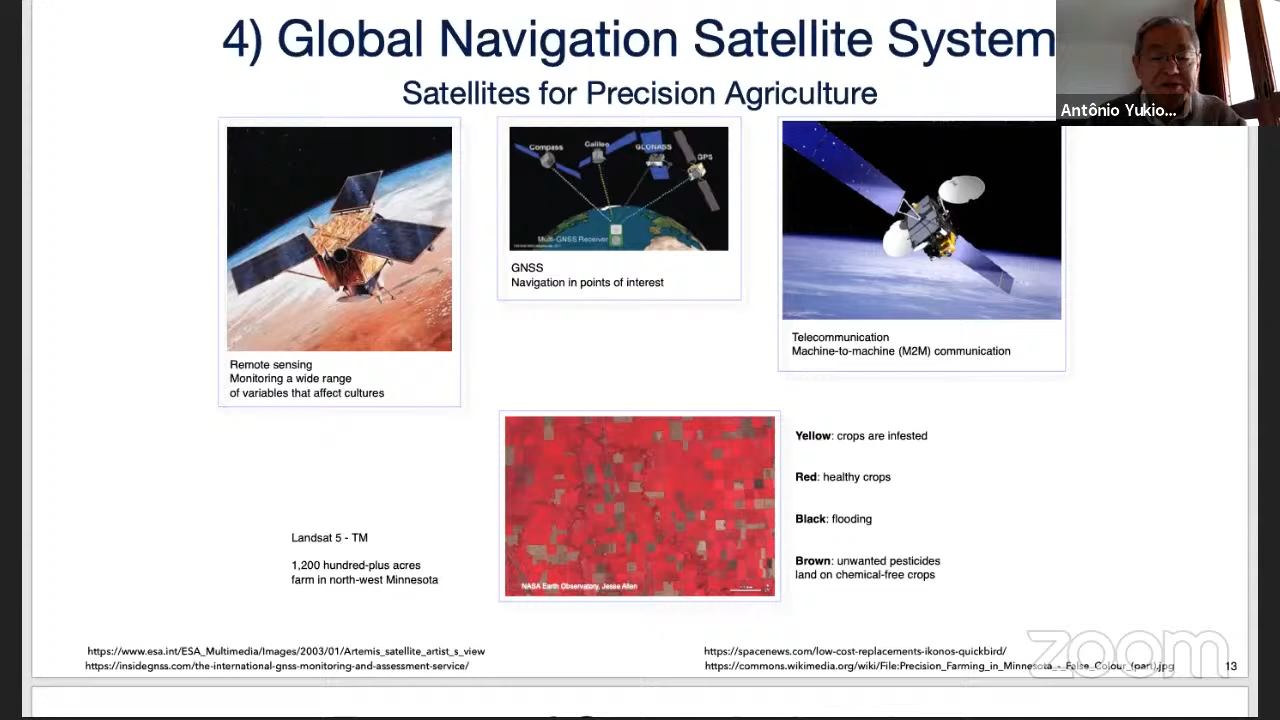 4) Global Navigation Satellite System
Satellites for Precision Agriculture
Antônio Yukio...
Compass
Galileo
GLONASS
GPS
Multi-GNSS Receiver
GNSS
Navigation in points of interest
Telecommunication
Machine-to-machine (M2M) communication
Remote sensing
Monitoring a wide range
of variables that affect cultures
Yellow: crops are infested
Red: healthy crops
Black: flooding
Brown: unwanted pesticides
land on chemical-free crops
Landsat 5 - TM
1,200 hundred-plus acres
farm in north-west Minnesota
NASA Earth Observatory, Jesse Allen
https://www.esa.int/ESA_Multimedia/Images/2003/01/Artemis_satellite_artist_s_view
https://insidegnss.com/the-international-gnss-monitoring-and-assessment-service/
https://spacenews.com/low-cost-replacements-ikonos-quickbird/
https://commons.wikimedia.org/wiki/File:Precision_Farming_in_Minnesota_-_False_Colour_(part).jpg
zoom
13